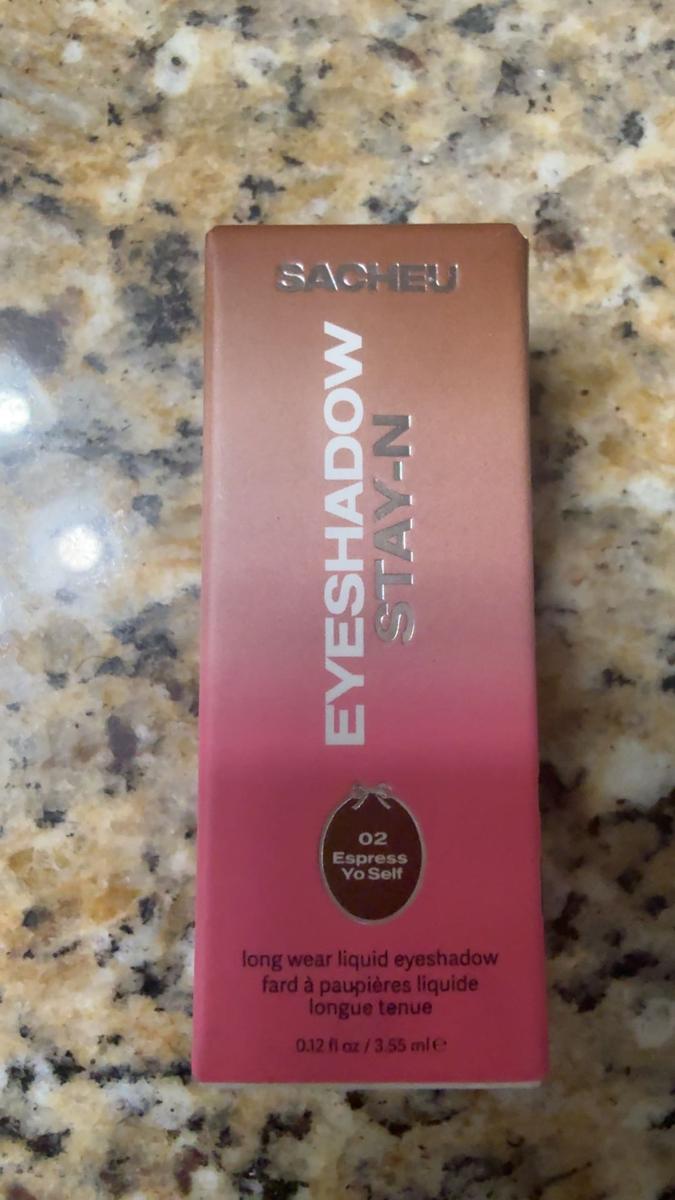 SACHEU
EYESHADOW
STAY-N
02
Espress
Yo Self
long wear liquid eyeshadow
fard à paupières liquide
longue tenue
0.12 fl oz / 3.55 ml ℮